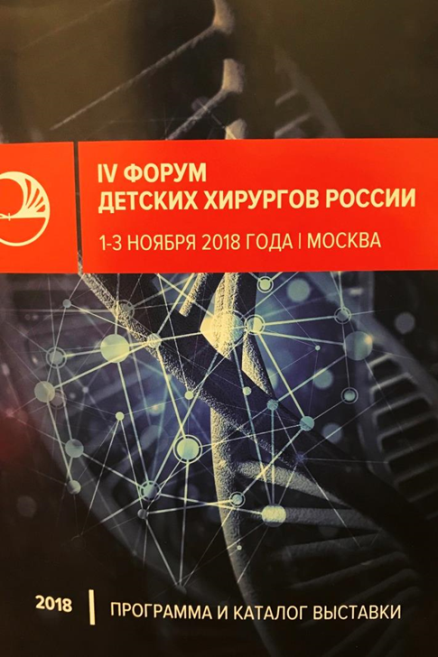 IV ФОРУМ
ДЕТСКИХ ХИРУРГОВ РОССИИ
1-3 НОЯБРЯ 2018 ГОДА | МОСКВА
2018 | ПРОГРАММА И КАТАЛОГ ВЫСТАВКИ